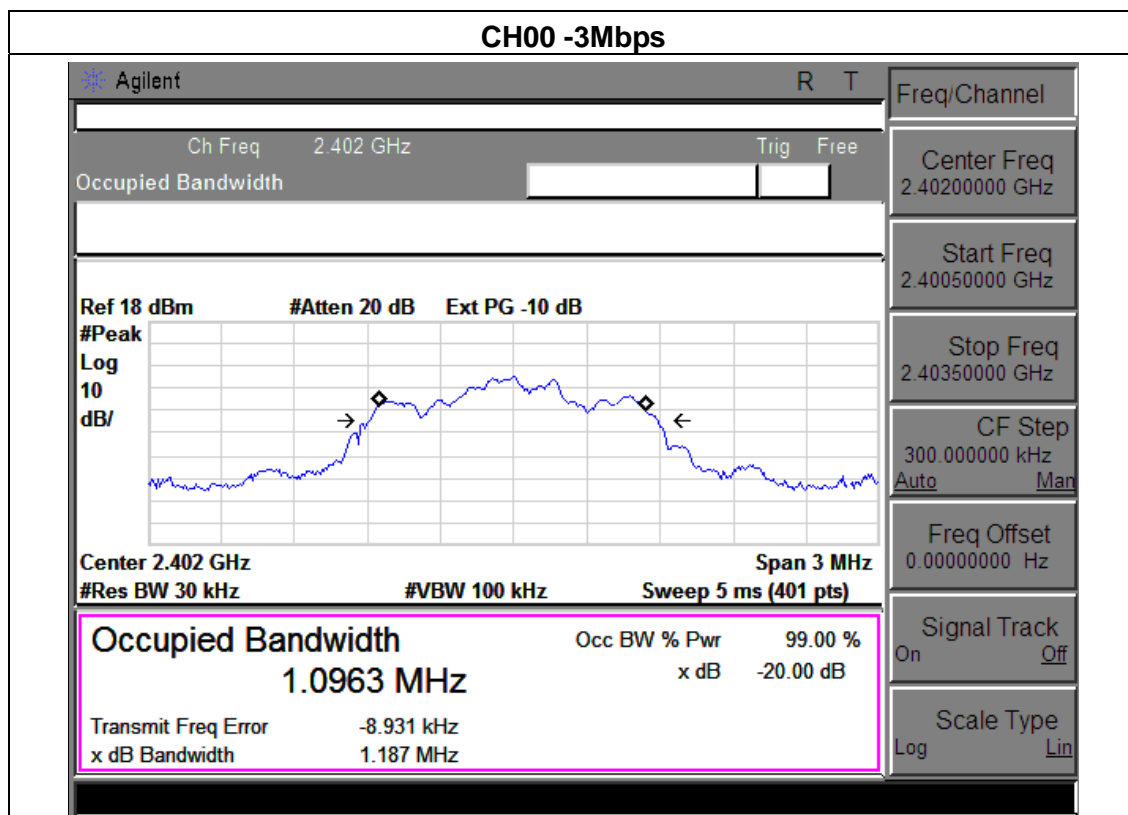 CH00 -3Mbps
Agilent R T
Ch Freq 2.402 GHz Trig Free
Occupied Bandwidth
Ref 18 dBm #Atten 20 dB Ext PG -10 dB
#Peak
Log
10
dB/
Center 2.402 GHz Span 3 MHz
#Res BW 30 kHz #VBW 100 kHz Sweep 5 ms (401 pts)
Occupied Bandwidth Occ BW % Pwr 99.00 %
1.0963 MHz x dB -20.00 dB
Transmit Freq Error -8.931 kHz
x dB Bandwidth 1.187 MHz
Freq/Channel
Center Freq
2.40200000 GHz
Start Freq
2.40050000 GHz
Stop Freq
2.40350000 GHz
CF Step
300.000000 kHz
Auto Man
Freq Offset
0.00000000 Hz
Signal Track
On Off
Scale Type
Log Lin